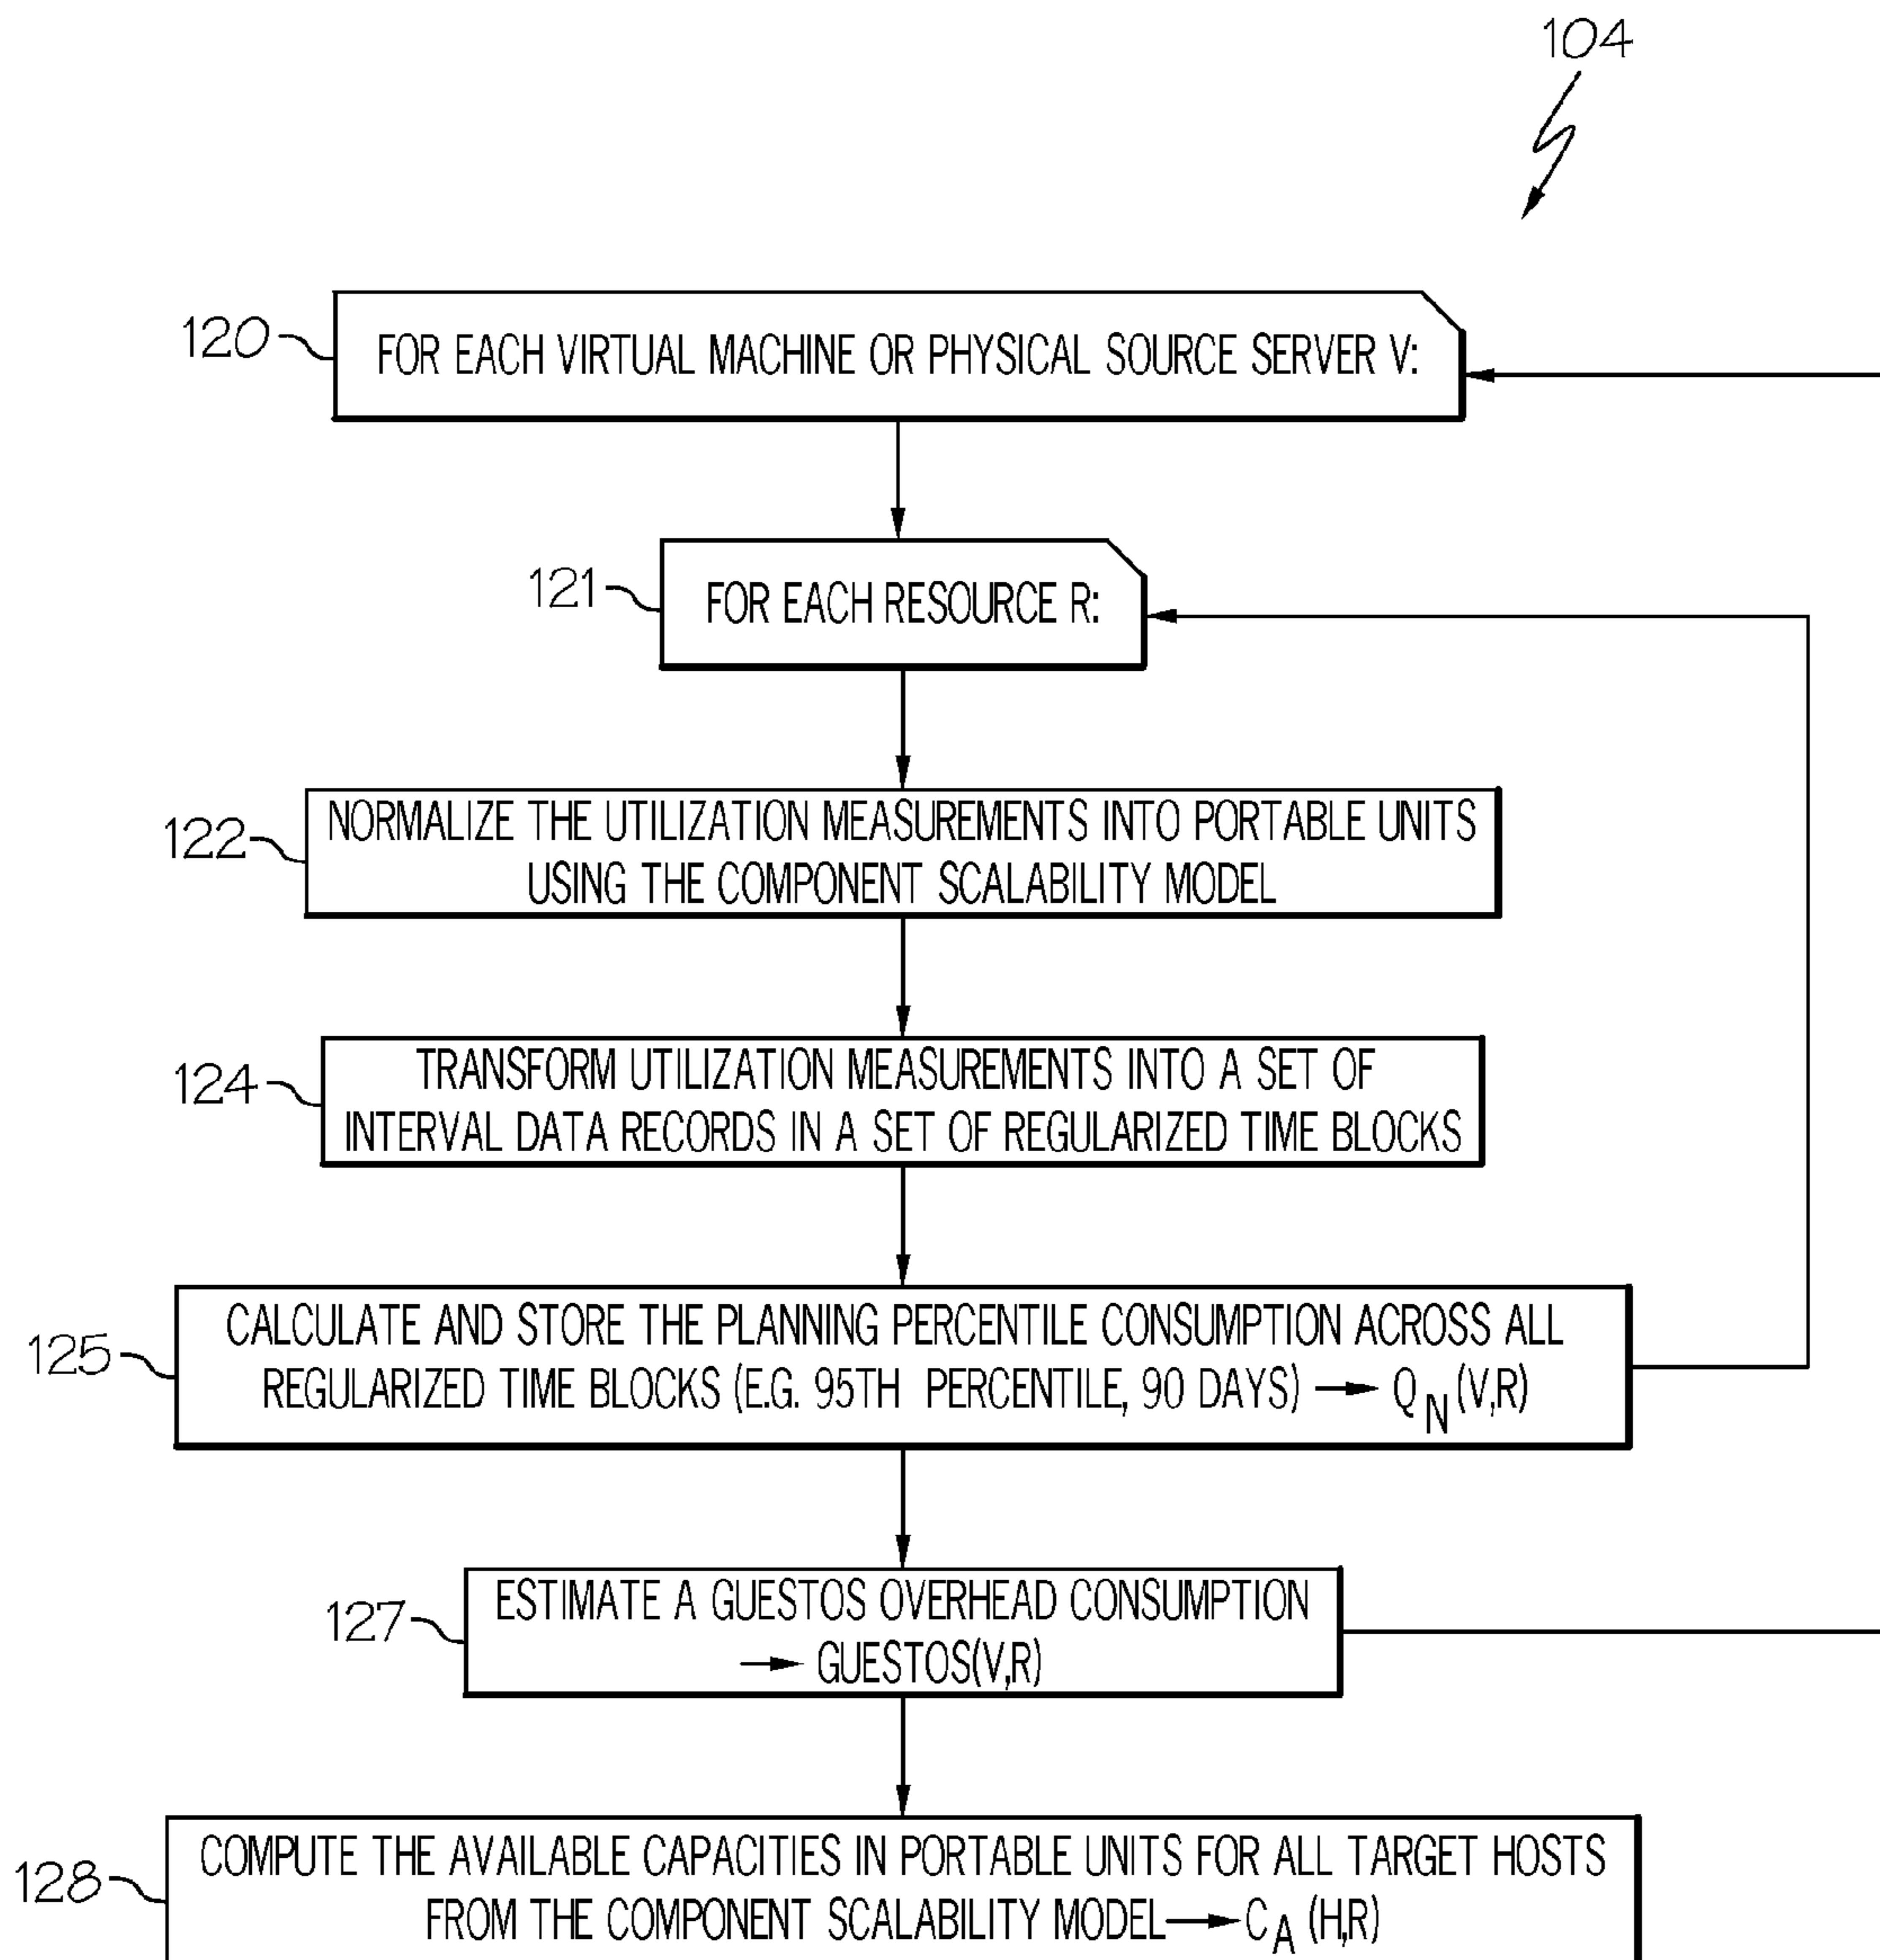 104
120
FOR EACH VIRTUAL MACHINE OR PHYSICAL SOURCE SERVER V:
121
FOR EACH RESOURCE R:
122
NORMALIZE THE UTILIZATION MEASUREMENTS INTO PORTABLE UNITS
USING THE COMPONENT SCALABILITY MODEL
124
TRANSFORM UTILIZATION MEASUREMENTS INTO A SET OF
INTERVAL DATA RECORDS IN A SET OF REGULARIZED TIME BLOCKS
125
CALCULATE AND STORE THE PLANNING PERCENTILE CONSUMPTION ACROSS ALL
REGULARIZED TIME BLOCKS (E.G. 95TH PERCENTILE, 90 DAYS) → Q_N (V,R)
127
ESTIMATE A GUESTOS OVERHEAD CONSUMPTION
→ GUESTOS(V,R)
128
COMPUTE THE AVAILABLE CAPACITIES IN PORTABLE UNITS FOR ALL TARGET HOSTS
FROM THE COMPONENT SCALABILITY MODEL → C_A (H,R)